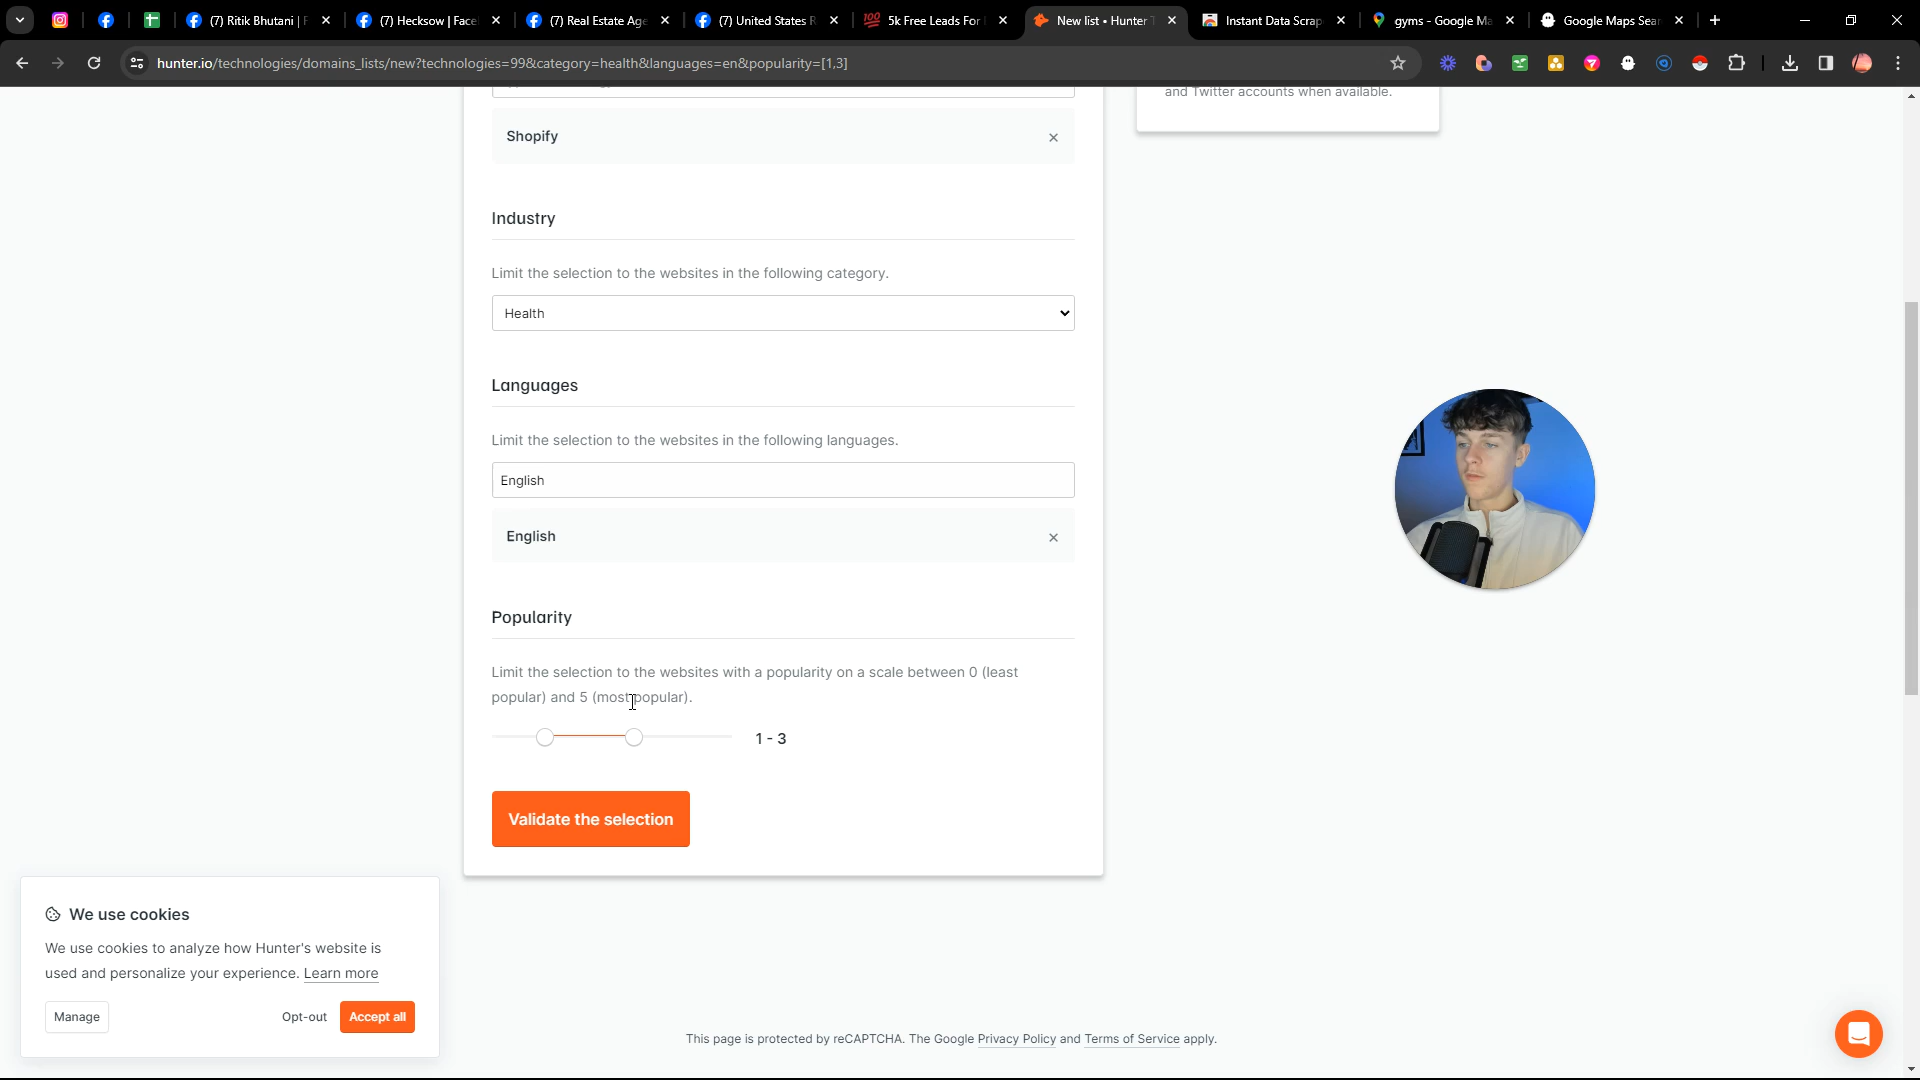 (7) Ritik Bhutani | F
(7) Hecksow | Face
(7) Real Estate Age
(7) United States R
5k Free Leads For
New list • Hunter T
Instant Data Scrap
gyms - Google Ma
Google Maps Sea
hunter.io/technologies/domains_lists/new?technologies=99&category=health&languages=en&popularity=[1,3]
and Twitter accounts when available.
Shopify
Industry
Limit the selection to the websites in the following category.
Health
Languages
Limit the selection to the websites in the following languages.
English
English
Popularity
Limit the selection to the websites with a popularity on a scale between 0 (least
popular) and 5 (most popular).
1 - 3
Validate the selection
We use cookies
We use cookies to analyze how Hunter's website is
used and personalize your experience. Learn more
Manage
Opt-out
Accept all
This page is protected by reCAPTCHA. The Google Privacy Policy and Terms of Service apply.